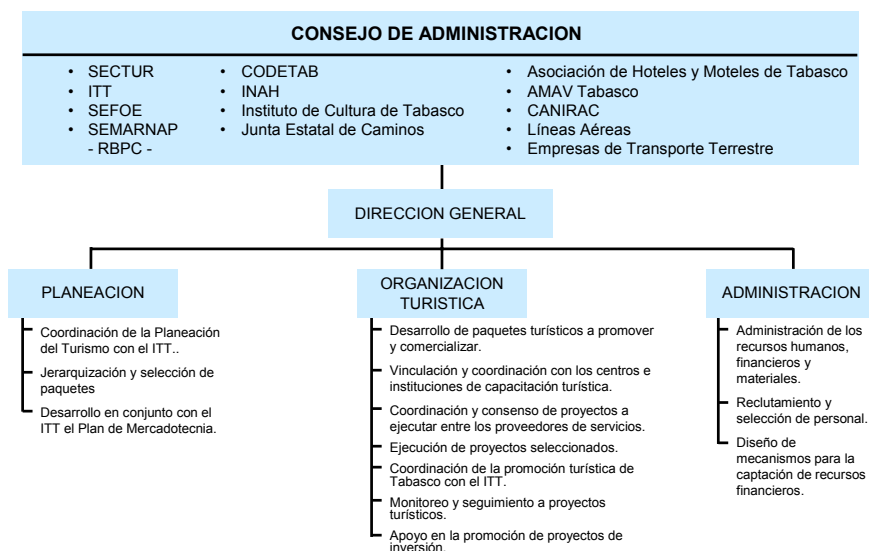 CONSEJO DE ADMINISTRACION
• SECTUR
• ITT
• SEFOE
• SEMARNAP
- RBPC -
• CODETAB
• INAH
• Instituto de Cultura de Tabasco
• Junta Estatal de Caminos
• Asociación de Hoteles y Moteles de Tabasco
• AMAV Tabasco
• CANIRAC
• Líneas Aéreas
• Empresas de Transporte Terrestre
DIRECCION GENERAL
PLANEACION
Coordinación de la Planeación
del Turismo con el ITT..
Jerarquización y selección de
paquetes
Desarrollo en conjunto con el
ITT el Plan de Mercadotecnia.
ORGANIZACION
TURISTICA
Desarrollo de paquetes turísticos a promover
y comercializar.
Vinculación y coordinación con los centros e
instituciones de capacitación turística.
Coordinación y consenso de proyectos a
ejecutar entre los proveedores de servicios.
Ejecución de proyectos seleccionados.
Coordinación de la promoción turística de
Tabasco con el ITT.
Monitoreo y seguimiento a proyectos
turísticos.
Apoyo en la promoción de proyectos de
inversión.
ADMINISTRACION
Administración de los
recursos humanos,
financieros y
materiales.
Reclutamiento y
selección de personal.
Diseño de
mecanismos para la
captación de recursos
financieros.